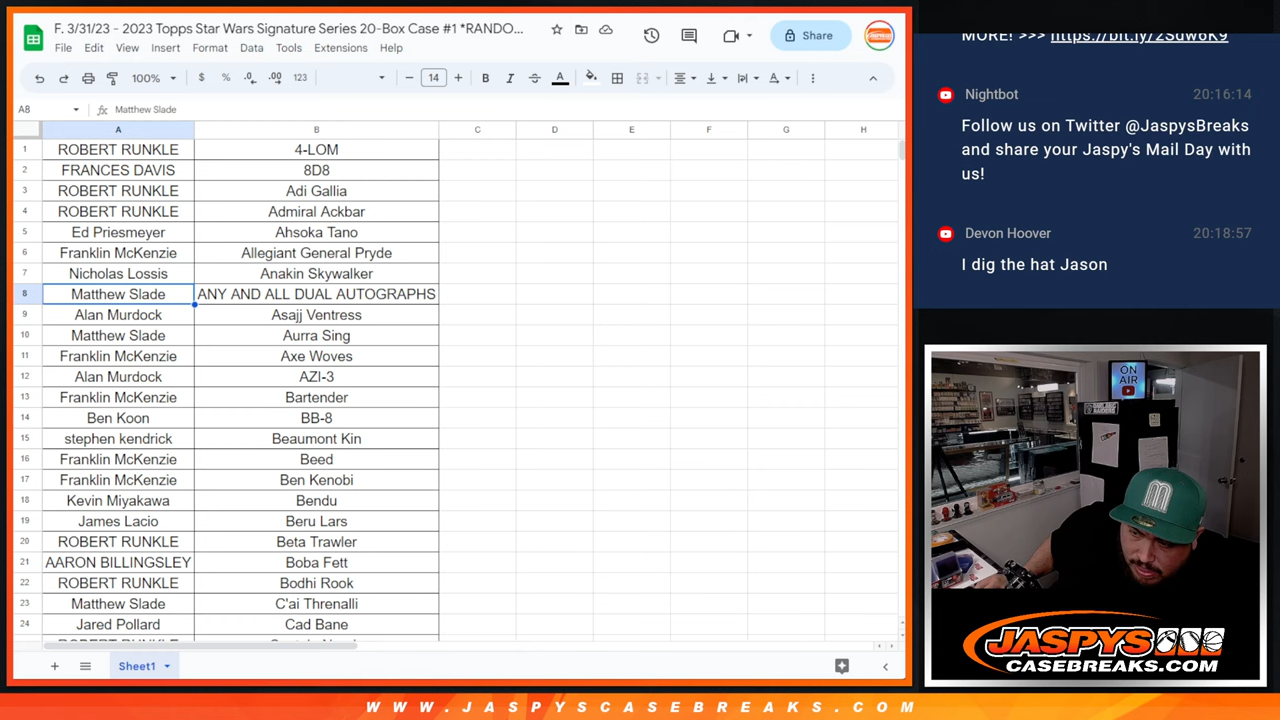 F. 3/31/23 - 2023 Topps Star Wars Signature Series 20-Box Case #1 *RANDO...
File Edit View Insert Format Data Tools Extensions Help
Share
100% $ % .0 .00 123 14 B I S A
A8 fx Matthew Slade
A B C D E F G H
1 ROBERT RUNKLE 4-LOM
2 FRANCES DAVIS 8D8
3 ROBERT RUNKLE Adi Gallia
4 ROBERT RUNKLE Admiral Ackbar
5 Ed Priesmeyer Ahsoka Tano
6 Franklin McKenzie Allegiant General Pryde
7 Nicholas Lossis Anakin Skywalker
8 Matthew Slade ANY AND ALL DUAL AUTOGRAPHS
9 Alan Murdock Asajj Ventress
10 Matthew Slade Aurra Sing
11 Franklin McKenzie Axe Woves
12 Alan Murdock AZI-3
13 Franklin McKenzie Bartender
14 Ben Koon BB-8
15 stephen kendrick Beaumont Kin
16 Franklin McKenzie Beed
17 Franklin McKenzie Ben Kenobi
18 Kevin Miyakawa Bendu
19 James Lacio Beru Lars
20 ROBERT RUNKLE Beta Trawler
21 AARON BILLINGSLEY Boba Fett
22 ROBERT RUNKLE Bodhi Rook
23 Matthew Slade C'ai Threnalli
24 Jared Pollard Cad Bane
Sheet1
MORE! >>> https://bit.ly/2Sdw6K9
Nightbot 20:16:14
Follow us on Twitter @JaspysBreaks
and share your Jaspy's Mail Day with
us!
Devon Hoover 20:18:57
I dig the hat Jason
ON
AIR
M
JASPYS
CASEBREAKS.COM
WWW.JASPYSCASEBREAKS.COM